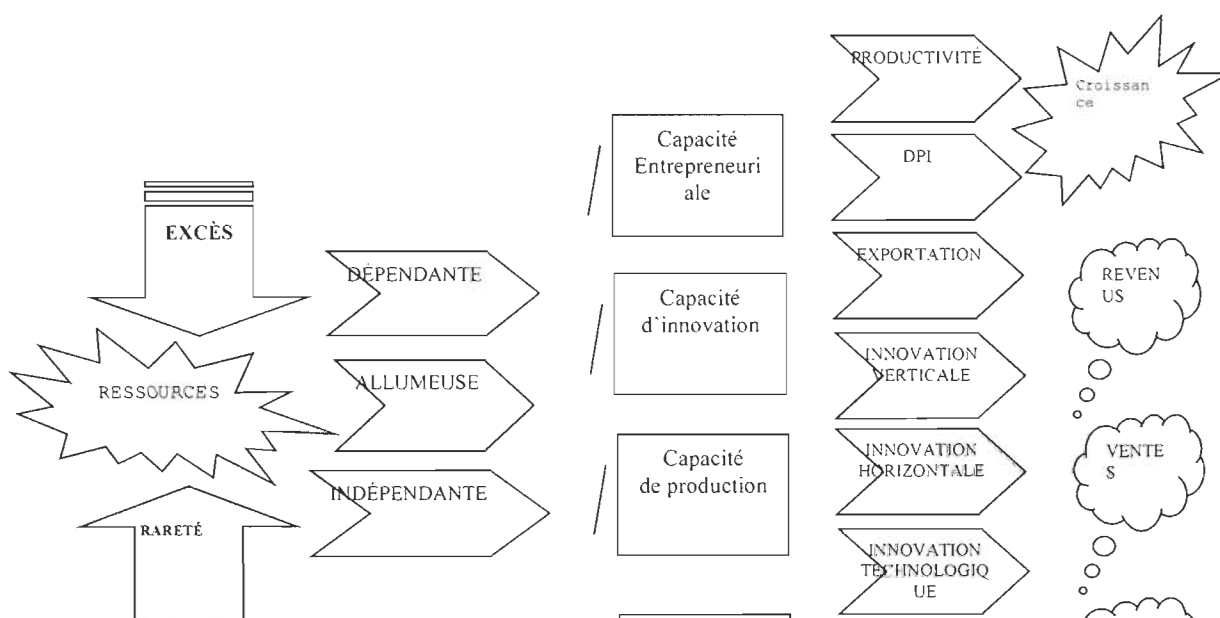 EXCÈS
RESSOURCES
RARETÉ
DÉPENDANTE
ALLUMEUSE
INDÉPENDANTE
Capacité
Entrepreneuri
ale
Capacité
d`innovation
Capacité
de production
PRODUCTIVITÉ
DPI
EXPORTATION
INNOVATION
VERTICALE
INNOVATION
HORIZONTALE
INNOVATION
TECHNOLOGIQ
UE
Croissan
ce
REVEN
US
VENTE
S